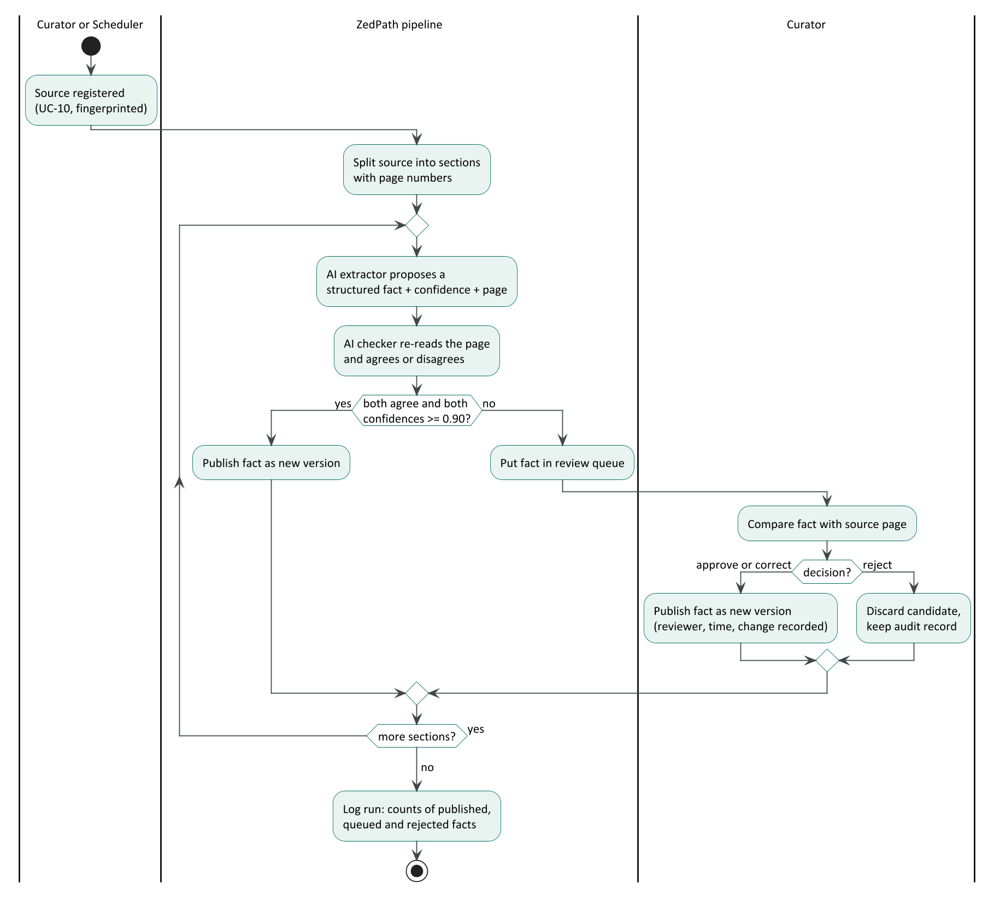 Curator or Scheduler
ZedPath pipeline
Curator
Source registered
(UC-10, fingerprinted)
Split source into sections
with page numbers
AI extractor proposes a
structured fact + confidence + page
AI checker re-reads the page
and agrees or disagrees
yes
both agree and both
confidences >= 0.90?
no
Publish fact as new version
Put fact in review queue
Compare fact with source page
approve or correct
decision?
reject
Publish fact as new version
(reviewer, time, change recorded)
Discard candidate,
keep audit record
more sections?
yes
no
Log run: counts of published,
queued and rejected facts